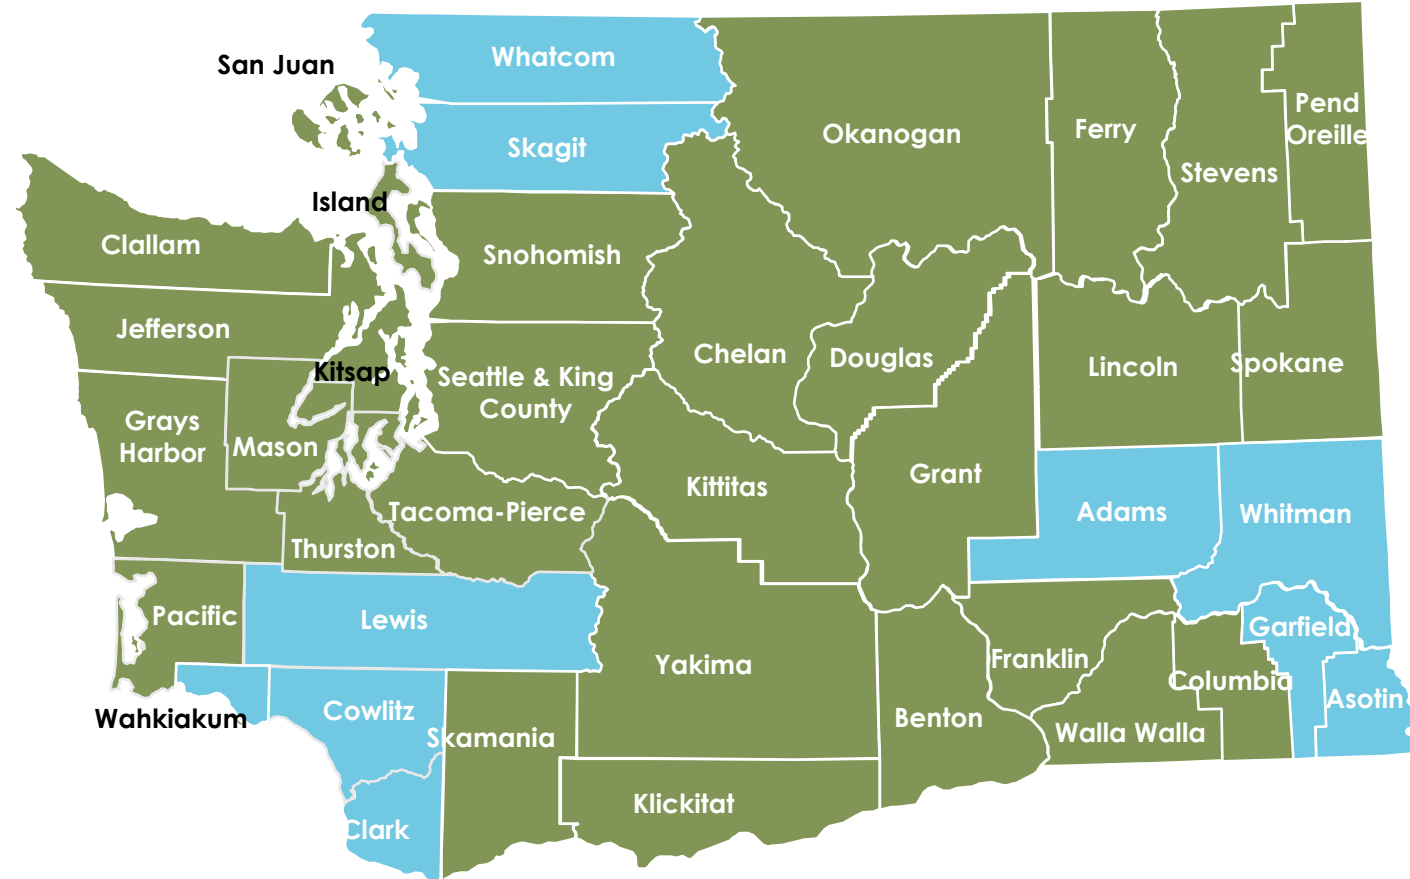 San Juan
Whatcom
Skagit
Okanogan
Ferry
Stevens
Pend
Oreille
Island
Clallam
Snohomish
Jefferson
Kitsap
Seattle & King
County
Chelan
Douglas
Lincoln
Spokane
Grays
Harbor
Mason
Kittitas
Grant
Tacoma-Pierce
Adams
Whitman
Thurston
Pacific
Lewis
Yakima
Franklin
Garfield
Columbia
Asotin
Wahkiakum
Cowlitz
Skamania
Benton
Walla Walla
Klickitat
Clark